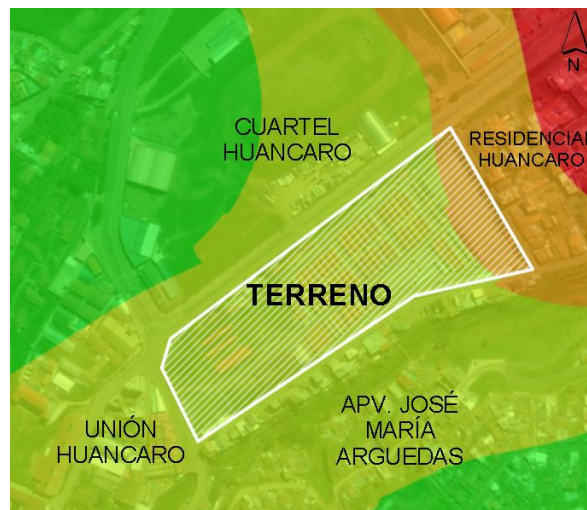 N
CUARTEL
HUANCARO
RESIDENCIAL
HUANCARO
TERRENO
APV. JOSÉ
MARÍA
ARGUEDAS
UNIÓN
HUANCARO